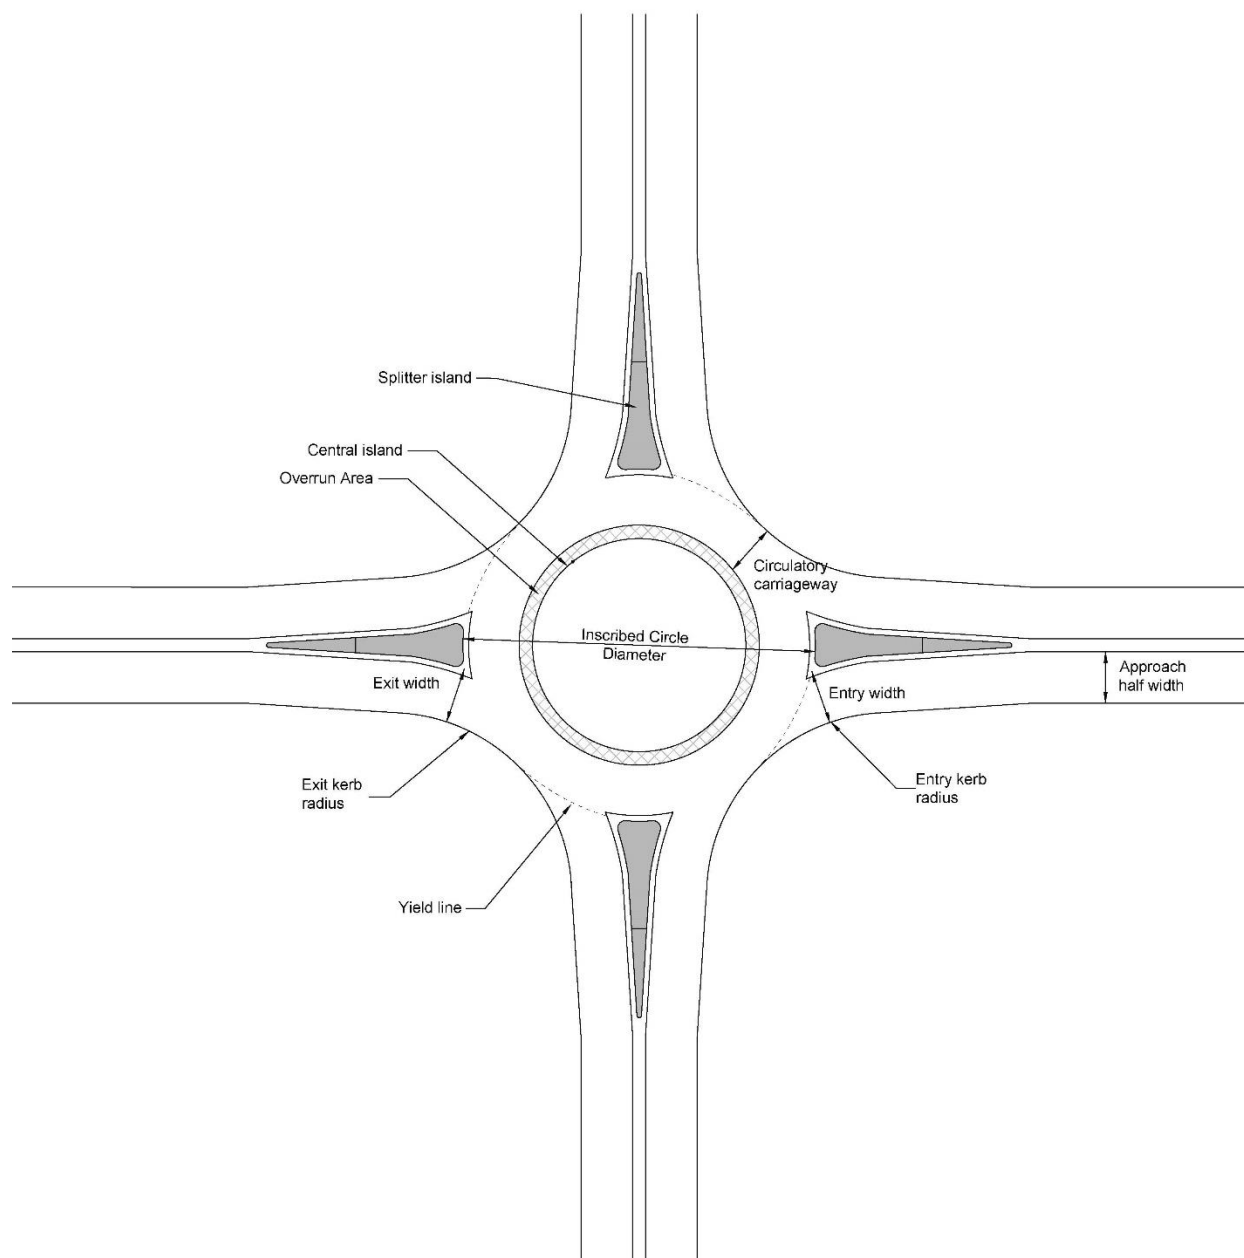 Splitter island
Central island
Overrun Area
Circulatory
carriageway
Inscribed Circle
Diameter
Approach
half width
Exit width
Entry width
Exit kerb
radius
Entry kerb
radius
Yield line